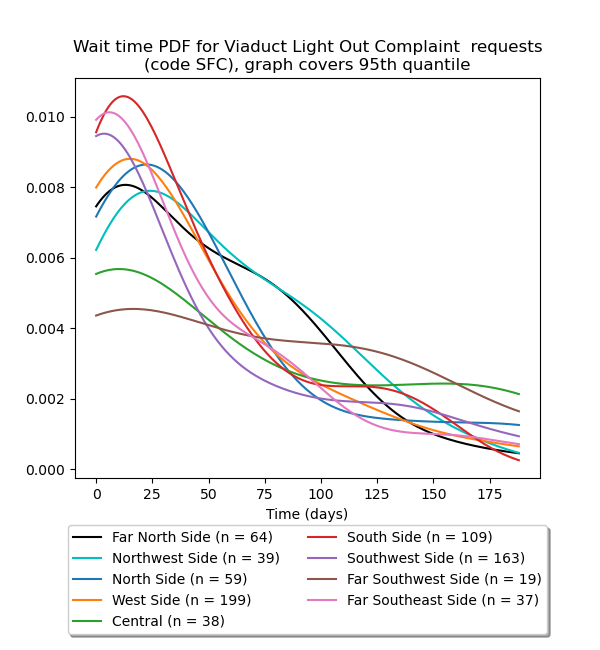 Wait time PDF for Viaduct Light Out Complaint  requests
(code SFC), graph covers 95th quantile
0.010
0.008
0.006
0.004
0.002
0.000
0 25 50 75 100 125 150 175
Time (days)
Far North Side (n = 64)
Northwest Side (n = 39)
North Side (n = 59)
West Side (n = 199)
Central (n = 38)
South Side (n = 109)
Southwest Side (n = 163)
Far Southwest Side (n = 19)
Far Southeast Side (n = 37)